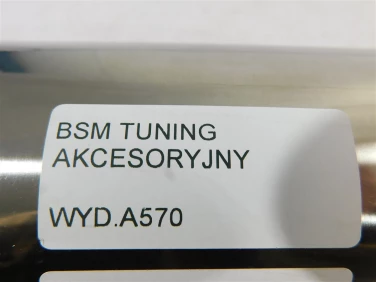 BSM TUNING
AKCESORYJNY
WYD.A570